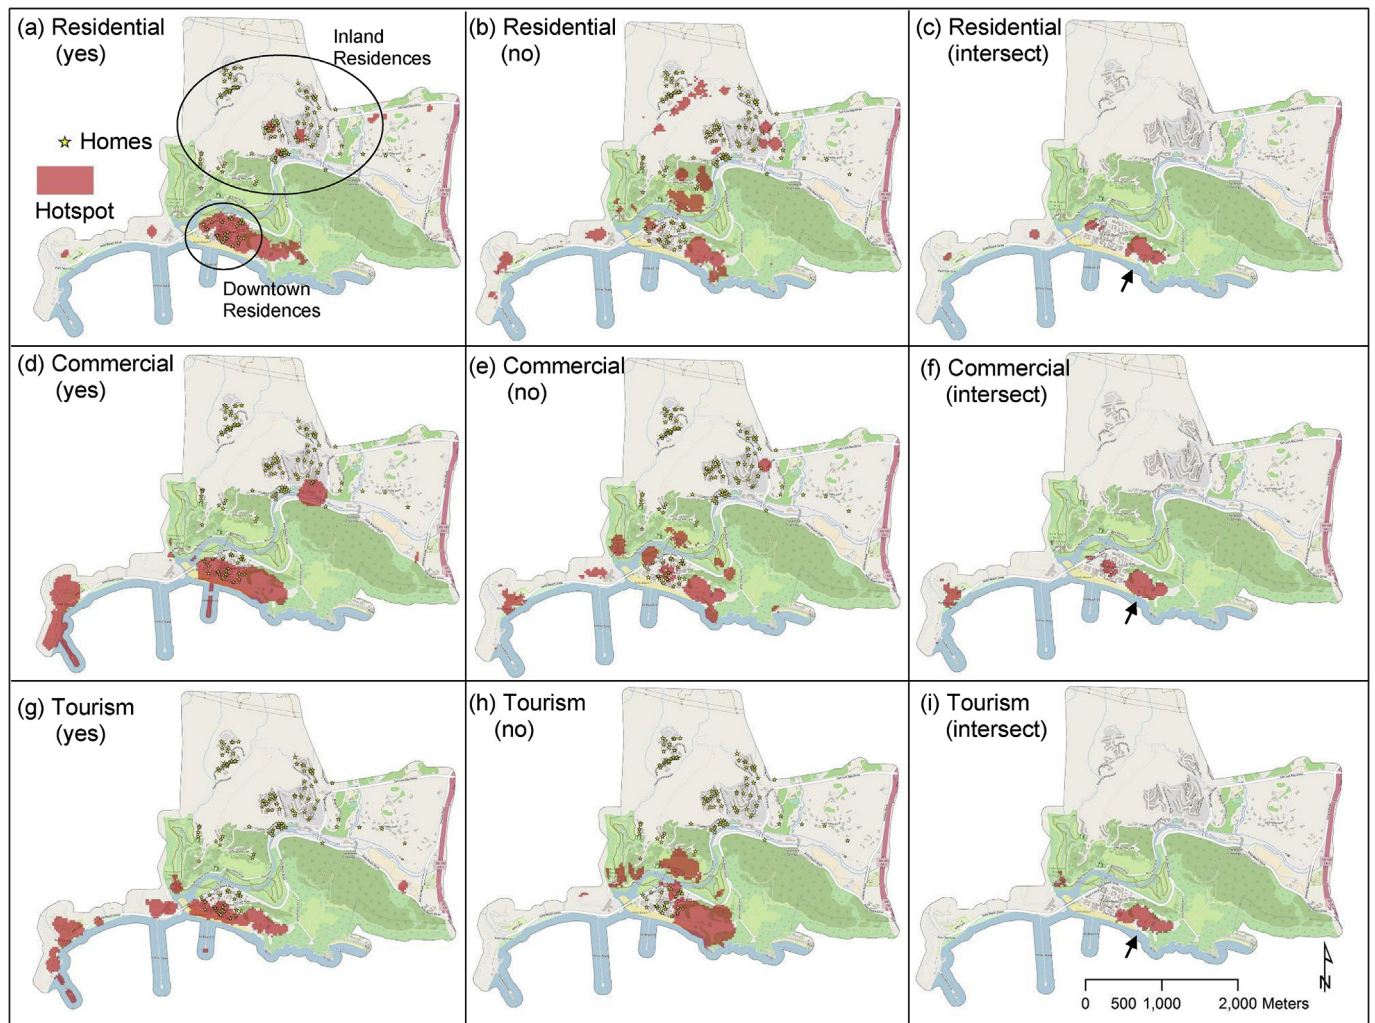 (a) Residential
(yes)
Inland
Residences
Homes
Hotspot
Downtown
Residences
(b) Residential
(no)
(c) Residential
(intersect)
(d) Commercial
(yes)
(e) Commercial
(no)
(f) Commercial
(intersect)
(g) Tourism
(yes)
(h) Tourism
(no)
(i) Tourism
(intersect)
N
0 500 1,000 2,000 Meters